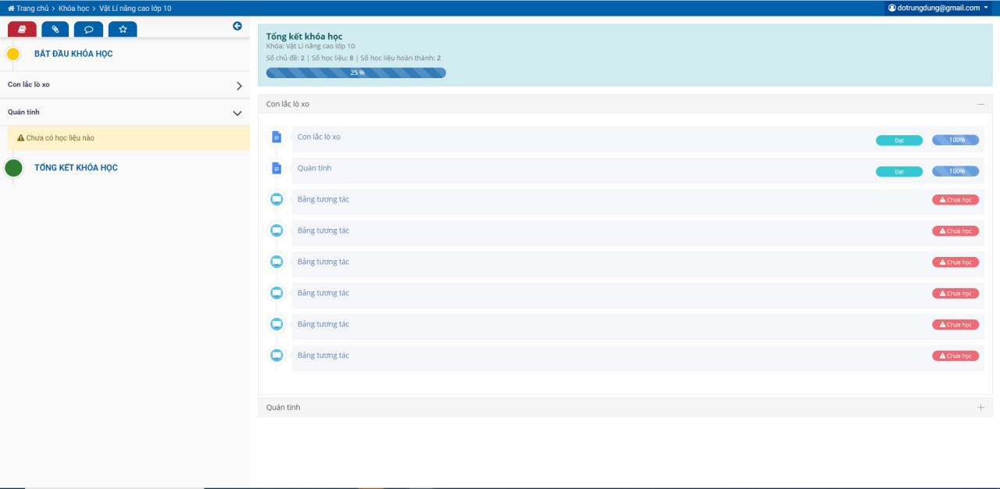 Trang chủ > Khóa học > Vật Lí nâng cao lớp 10
dotrungdung@gmail.com
BẮT ĐẦU KHÓA HỌC
Con lắc lò xo
Quán tính
Chưa có học liệu nào
TỔNG KẾT KHÓA HỌC
Tổng kết khóa học
Khóa: Vật Lí nâng cao lớp 10
Số chủ đề: 2 | Số học liệu: 8 | Số học liệu hoàn thành: 2
25 %
Con lắc lò xo
Con lắc lò xo Đạt 100%
Quán tính Đạt 100%
Bảng tương tác Chưa học
Bảng tương tác Chưa học
Bảng tương tác Chưa học
Bảng tương tác Chưa học
Bảng tương tác Chưa học
Bảng tương tác Chưa học
Quán tính